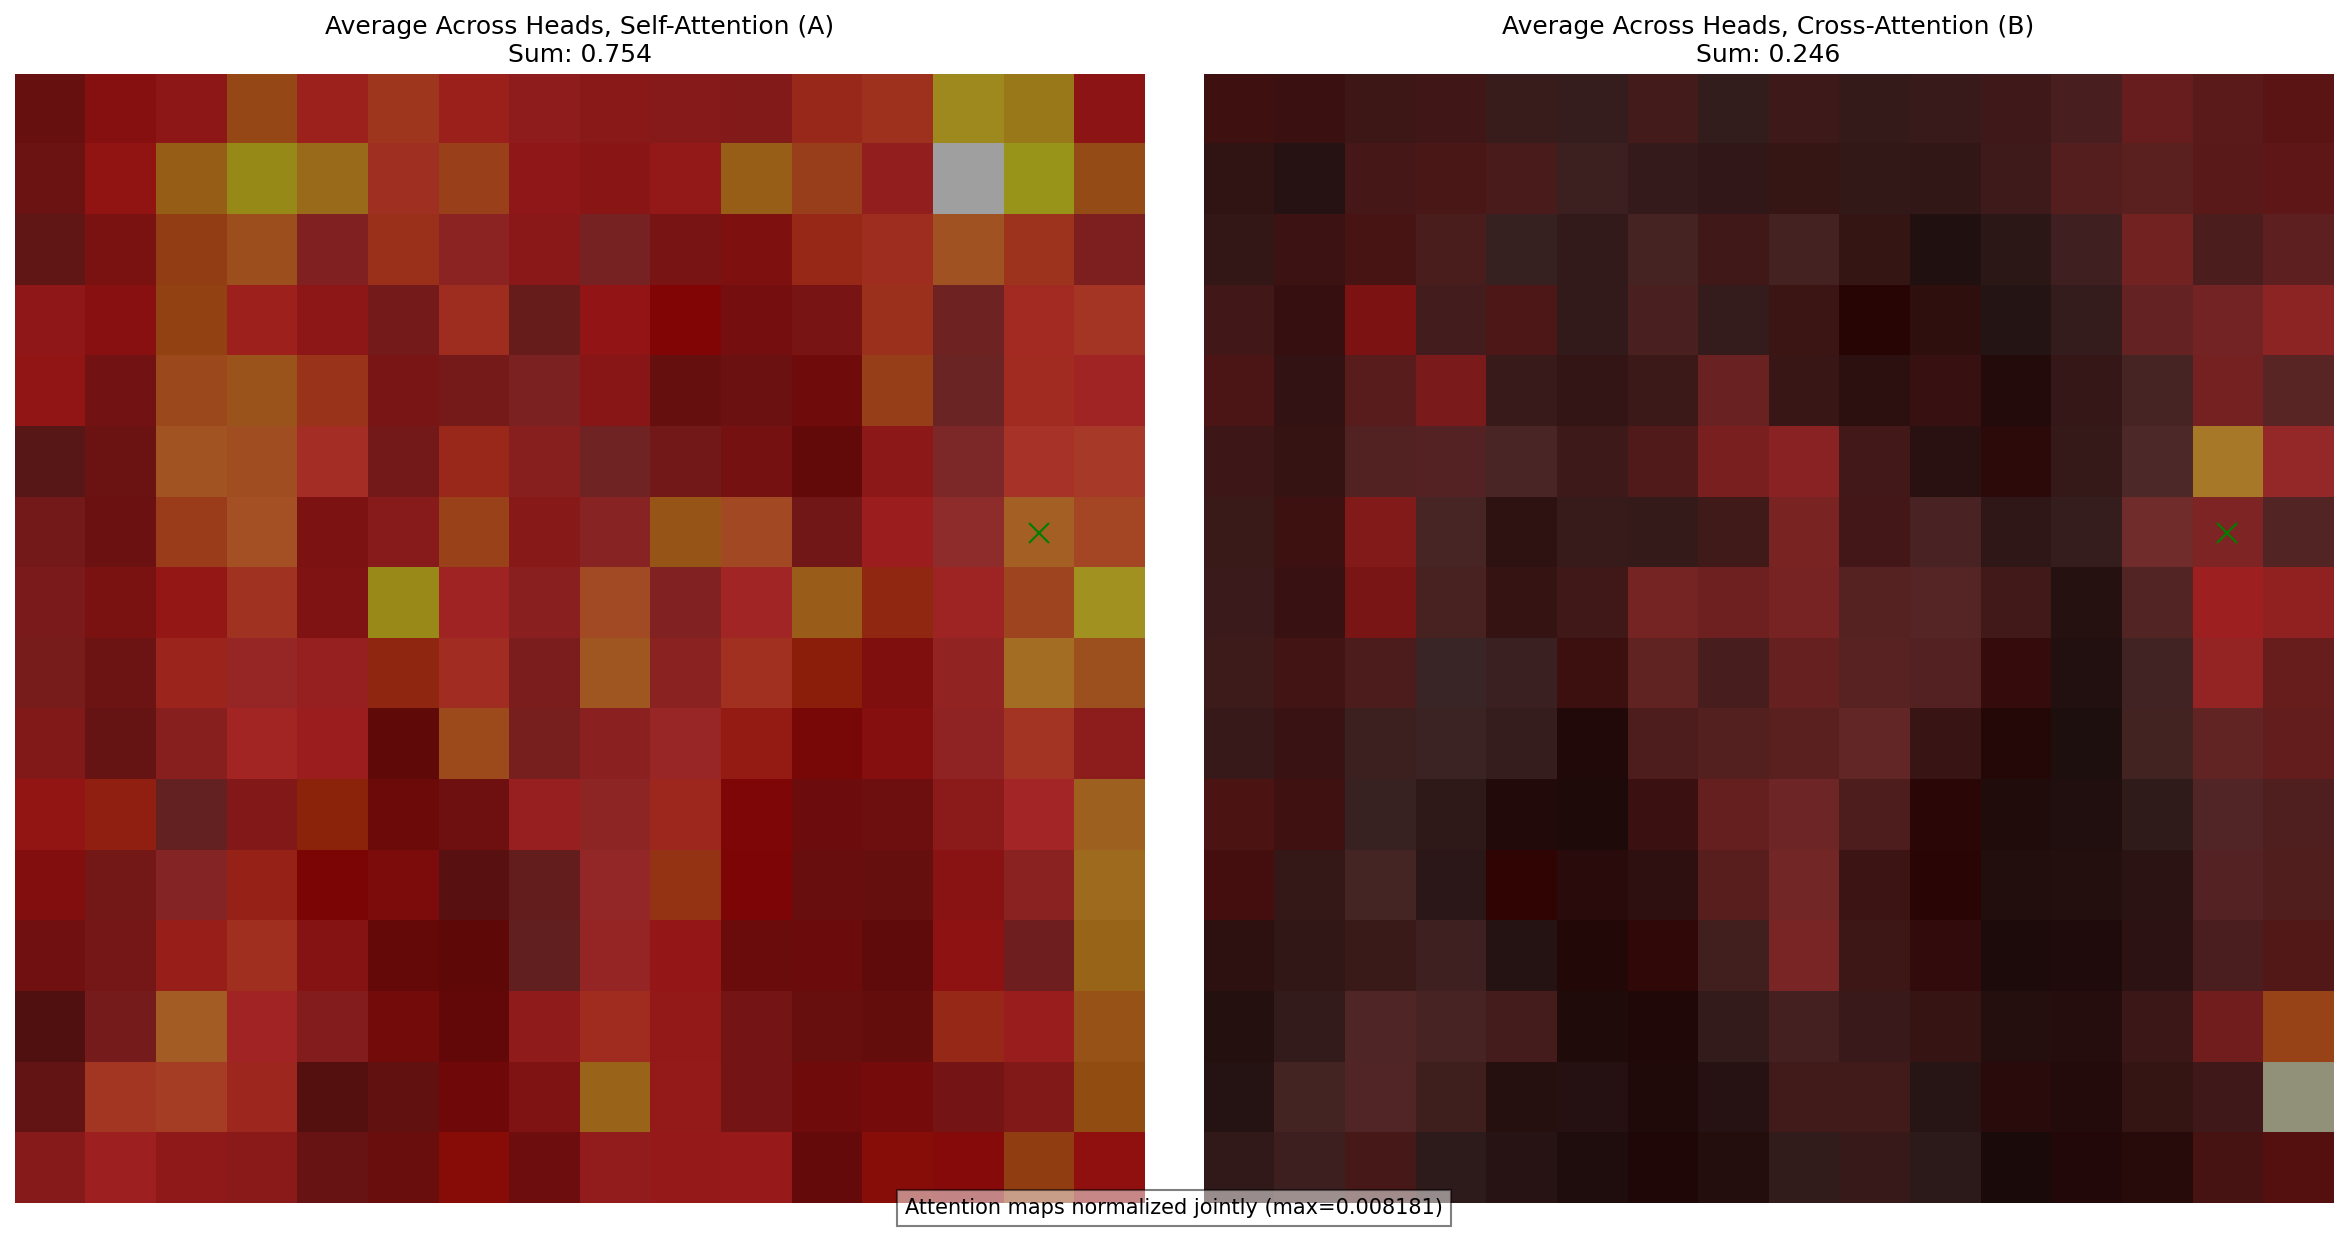 Average Across Heads, Self-Attention (A)
Sum: 0.754
Average Across Heads, Cross-Attention (B)
Sum: 0.246
Attention maps normalized jointly (max=0.008181)